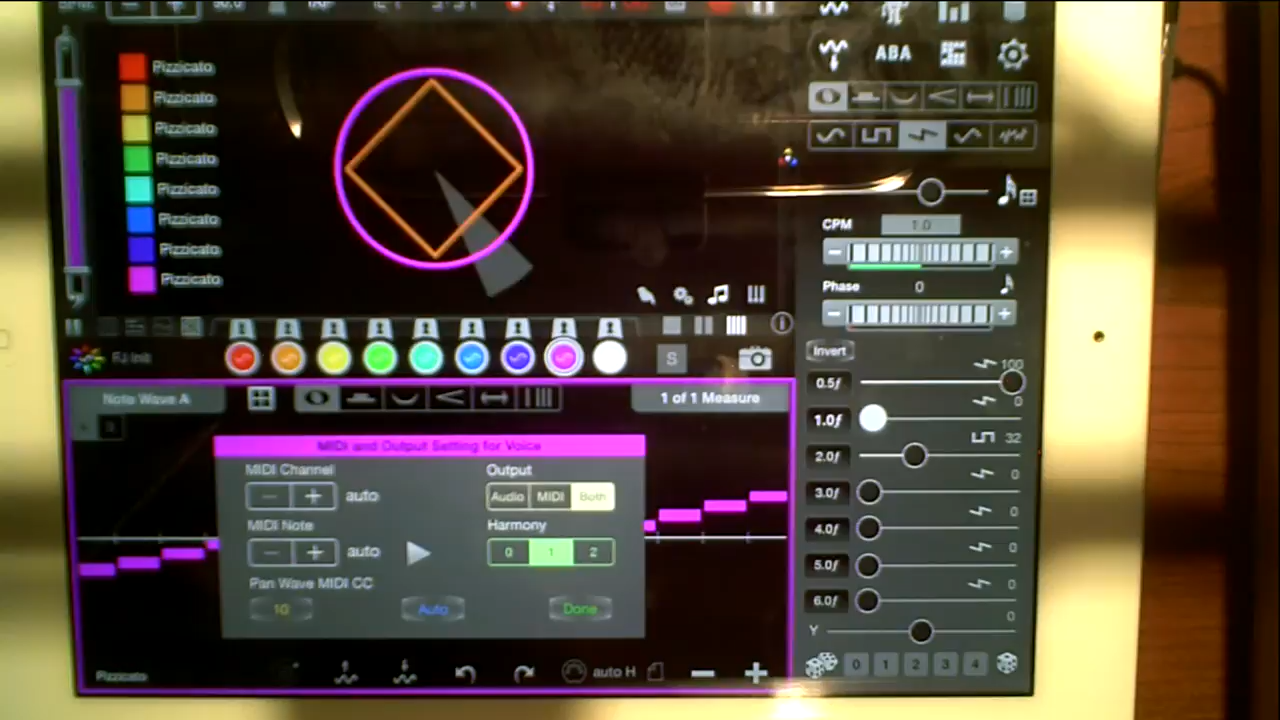 ABA
Pizzicato
Pizzicato
Pizzicato
Pizzicato
Pizzicato
Pizzicato
Pizzicato
Pizzicato
CPM 1.0
Phase 0
Invert
S
Note Wave A
1 of 1 Measure
MIDI and Output Setting for Voice
MIDI Channel
auto
Output
Audio MIDI Both
MIDI Note
auto
Harmony
0 1 2
Pan Wave MIDI CC
10 Auto Done
Pizzicato
auto H
100
0.5f
0
1.0f
32
2.0f
0
3.0f
0
4.0f
0
5.0f
0
6.0f
0
Y
0 1 2 3 4